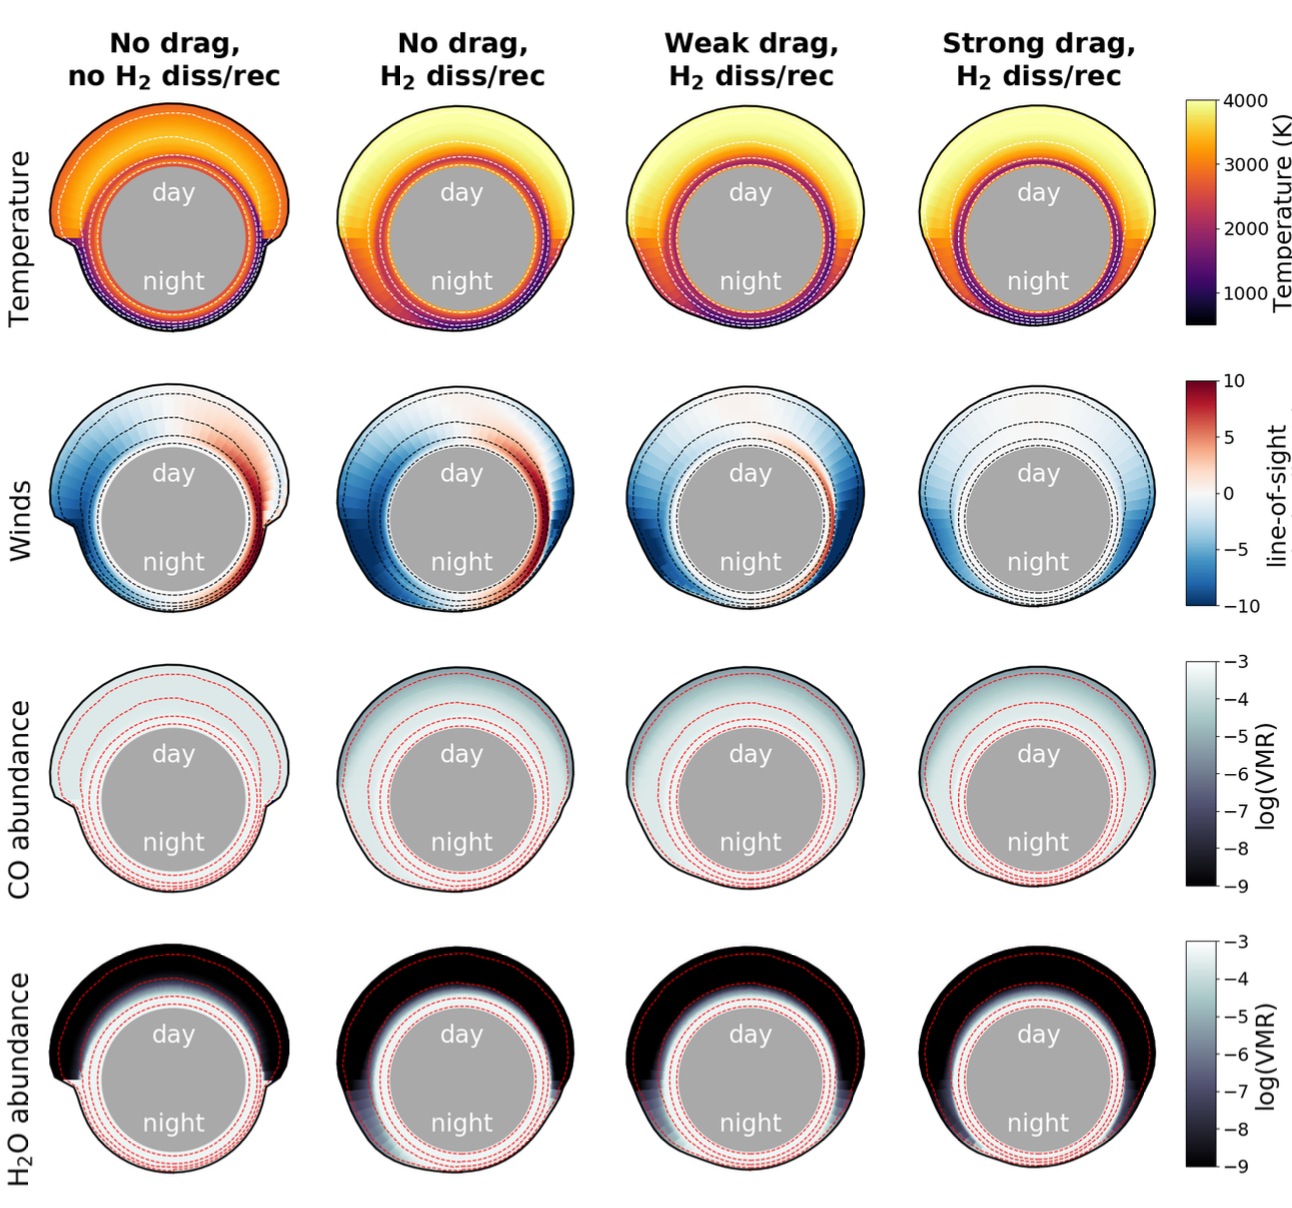 No drag,
no H₂ diss/rec
No drag,
H₂ diss/rec
Weak drag,
H₂ diss/rec
Strong drag,
H₂ diss/rec
Temperature
day
night
day
night
day
night
day
night
4000
3000
2000
1000
Temperature (K)
Winds
day
night
day
night
day
night
day
night
10
5
0
−5
−10
line-of-sight
CO abundance
day
night
day
night
day
night
day
night
−3
−4
−5
−6
−7
−8
−9
log(VMR)
H₂O abundance
day
night
day
night
day
night
day
night
−3
−4
−5
−6
−7
−8
−9
log(VMR)